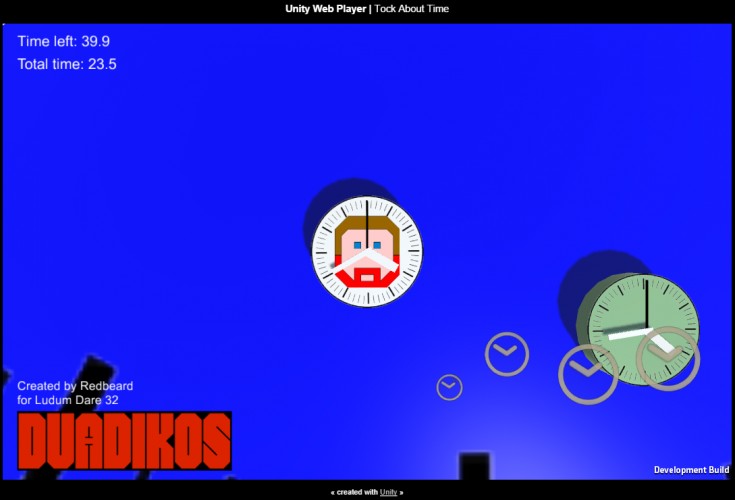 Unity Web Player | Tock About Time
Time left: 39.9
Total time: 23.5
Created by Redbeard
for Ludum Dare 32
DVADIKOS
Development Build
« created with Unity »